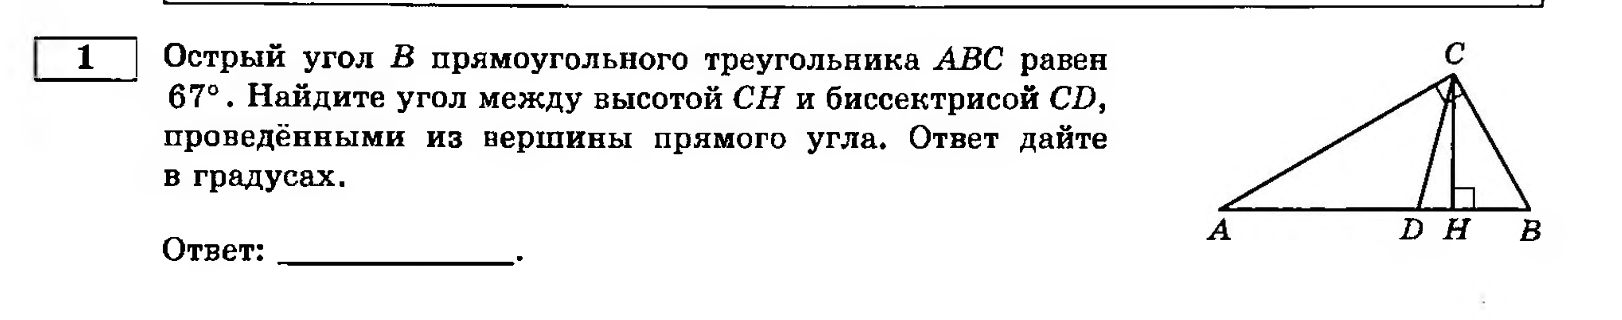 1
Острый угол B прямоугольного треугольника ABC равен
67°. Найдите угол между высотой CH и биссектрисой CD,
проведёнными из вершины прямого угла. Ответ дайте
в градусах.
Ответ: ______________.
C
A D H B